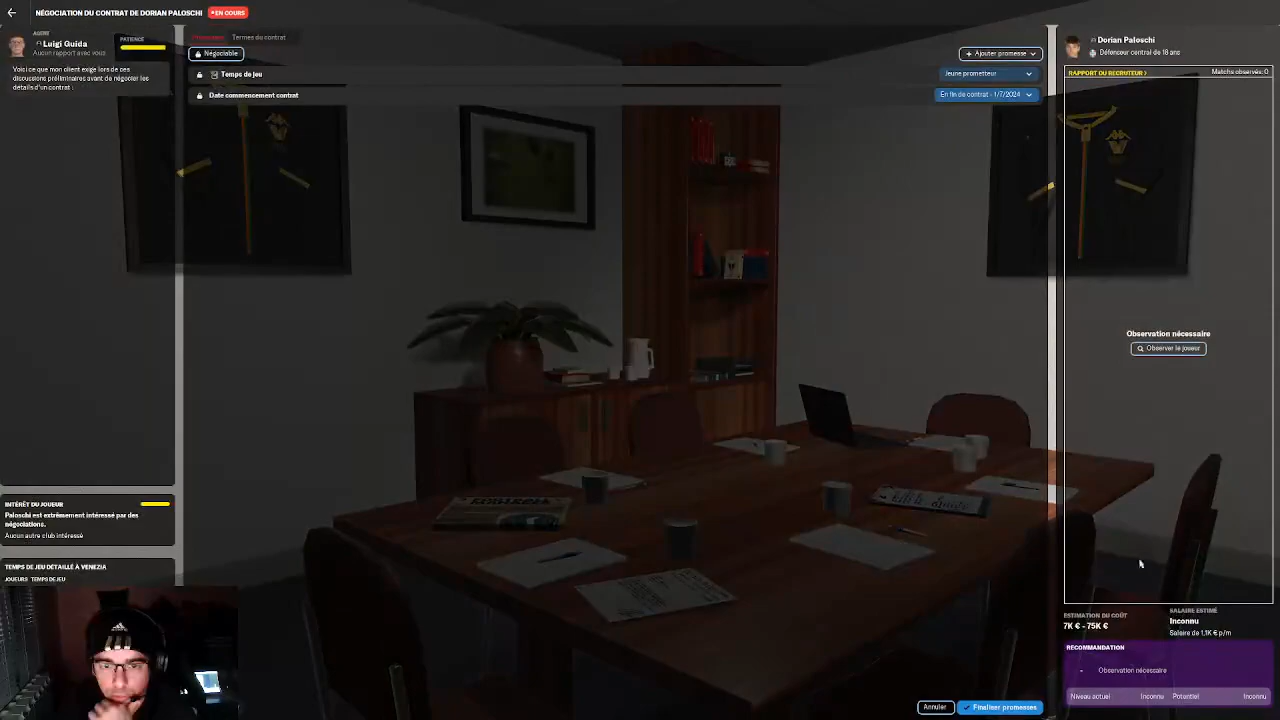 NÉGOCIATION DU CONTRAT DE DORIAN PALOSCHI
EN COURS
AGENT
Luigi Guida
Aucun rapport avec vous
PATIENCE
Voici ce que mon client exige lors de ces
discussions préliminaires avant de négocier les
détails d'un contrat :
Promesses
Termes du contrat
Négociable
Ajouter promesse
Temps de jeu
Jeune prometteur
Date commencement contrat
En fin de contrat - 1/7/2024
Dorian Paloschi
Défenseur central de 18 ans
RAPPORT DU RECRUTEUR >
Matchs observés: 0
Observation nécessaire
Observer le joueur
INTÉRÊT DU JOUEUR
Paloschi est extrêmement intéressé par des
négociations.
Aucun autre club intéressé
TEMPS DE JEU DÉTAILLÉ À VENEZIA
JOUEURS TEMPS DE JEU
ESTIMATION DU COÛT
7K € - 75K €
SALAIRE ESTIMÉ
Inconnu
Salaire de 1,1K € p/m
RECOMMANDATION
- Observation nécessaire
Niveau actuel Inconnu Potentiel Inconnu
Annuler
Finaliser promesses